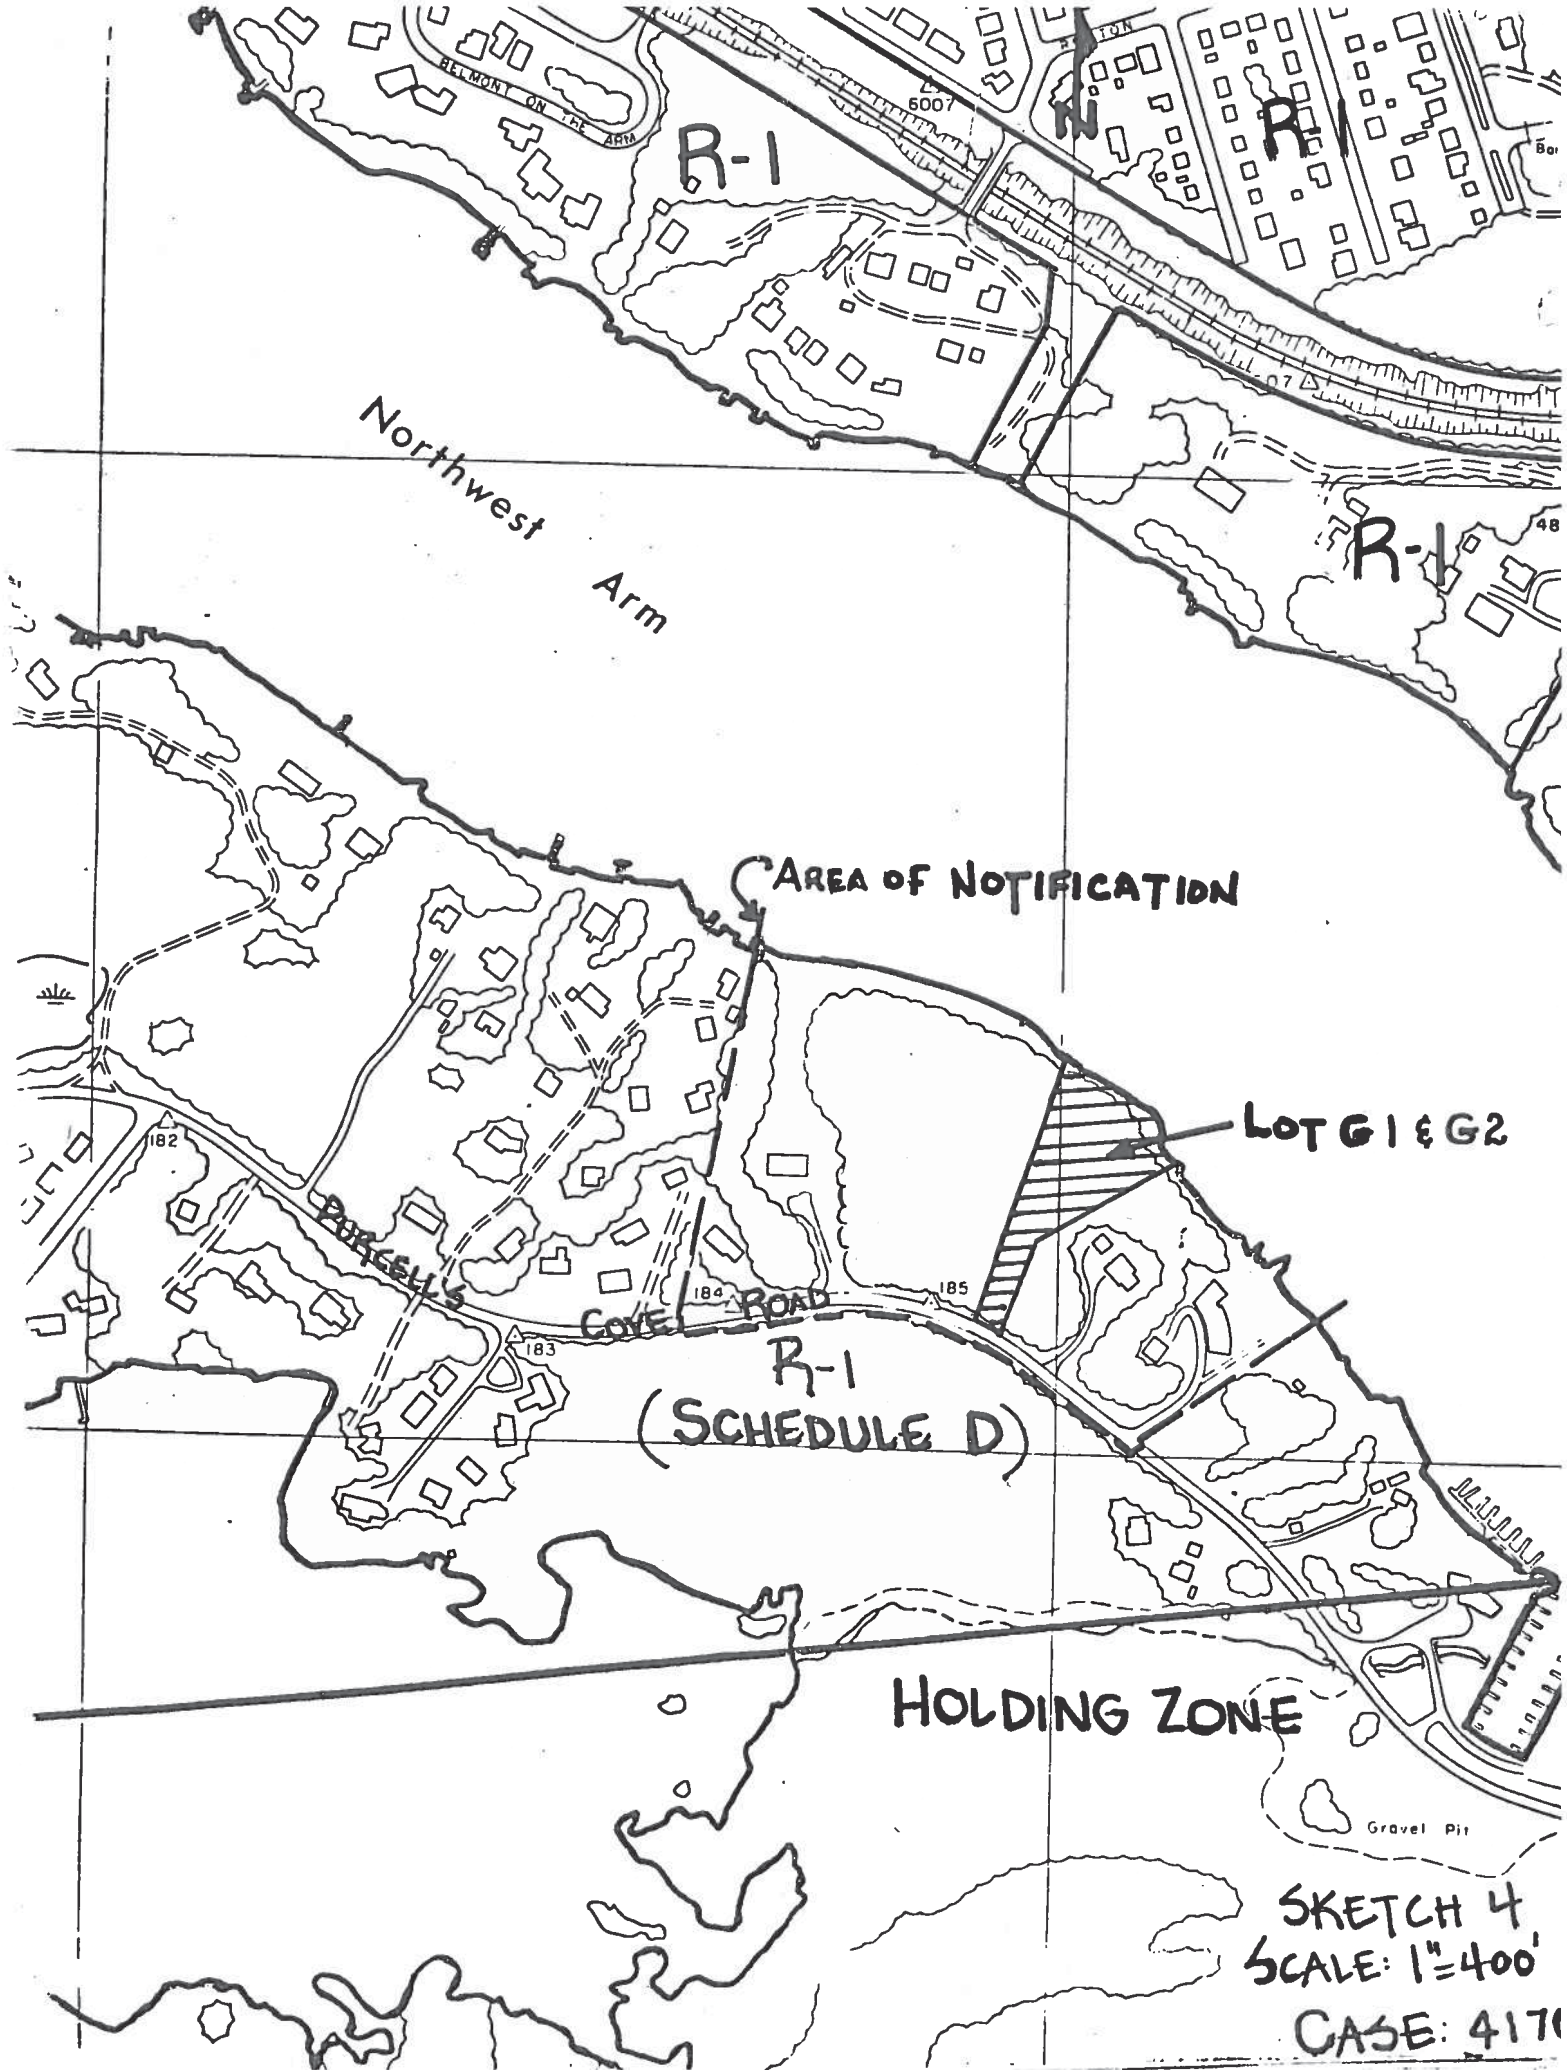 BELMONT ON THE ARM
6007
N
R-1
R-1
07
Northwest
Arm
R-1
48
AREA OF NOTIFICATION
LOT G1 & G2
182
PURCELL'S
COVE
ROAD
184
185
183
R-1
(SCHEDULE D)
HOLDING ZONE
Gravel Pit
SKETCH 4
SCALE: 1"=400'
CASE: 417